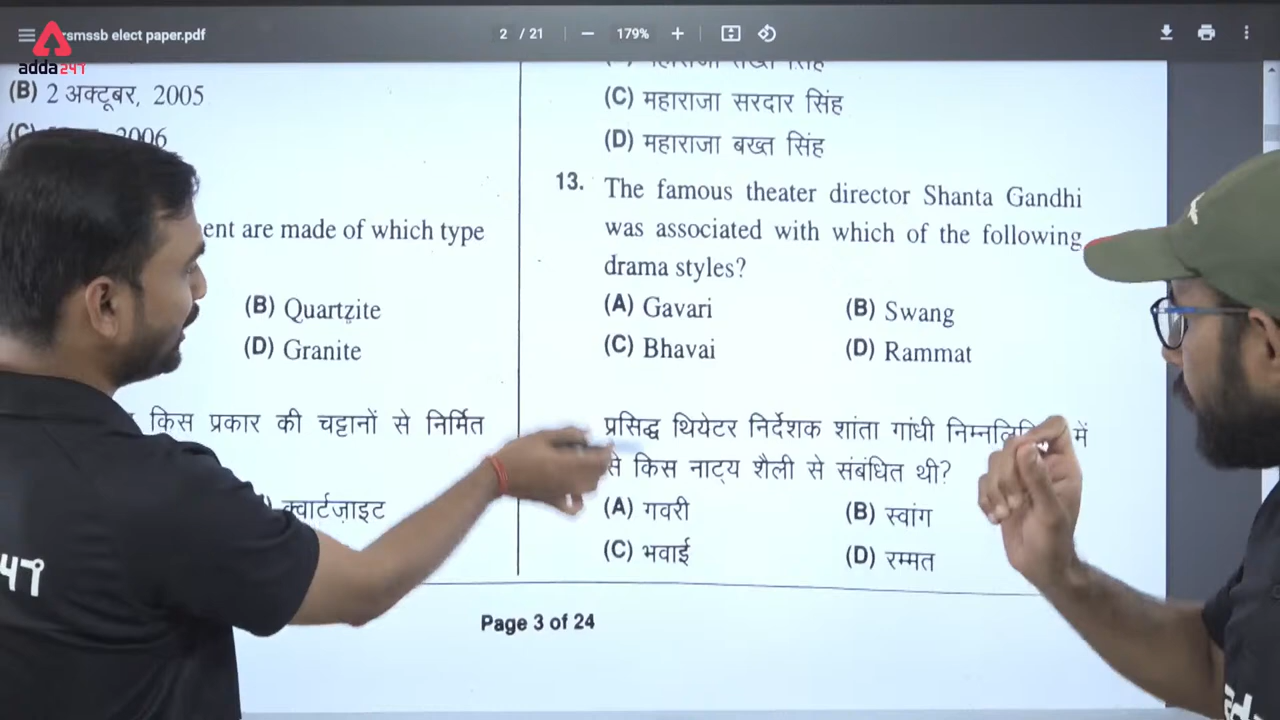 rsmssb elect paper.pdf
2 / 21
179%
adda247
(B) 2 अक्टूबर, 2005
2006
ent are made of which type
(B) Quartzite
(D) Granite
किस प्रकार की चट्टानों से निर्मित
क्वार्टज़ाइट
(C) महाराजा सरदार सिंह
(D) महाराजा बख्त सिंह
13. The famous theater director Shanta Gandhi
was associated with which of the following
drama styles?
(A) Gavari (B) Swang
(C) Bhavai (D) Rammat
प्रसिद्ध थियेटर निर्देशक शांता गांधी में
से किस नाट्य शैली से संबंधित थी?
(A) गवरी (B) स्वांग
(C) भवाई (D) रम्मत
Page 3 of 24
247